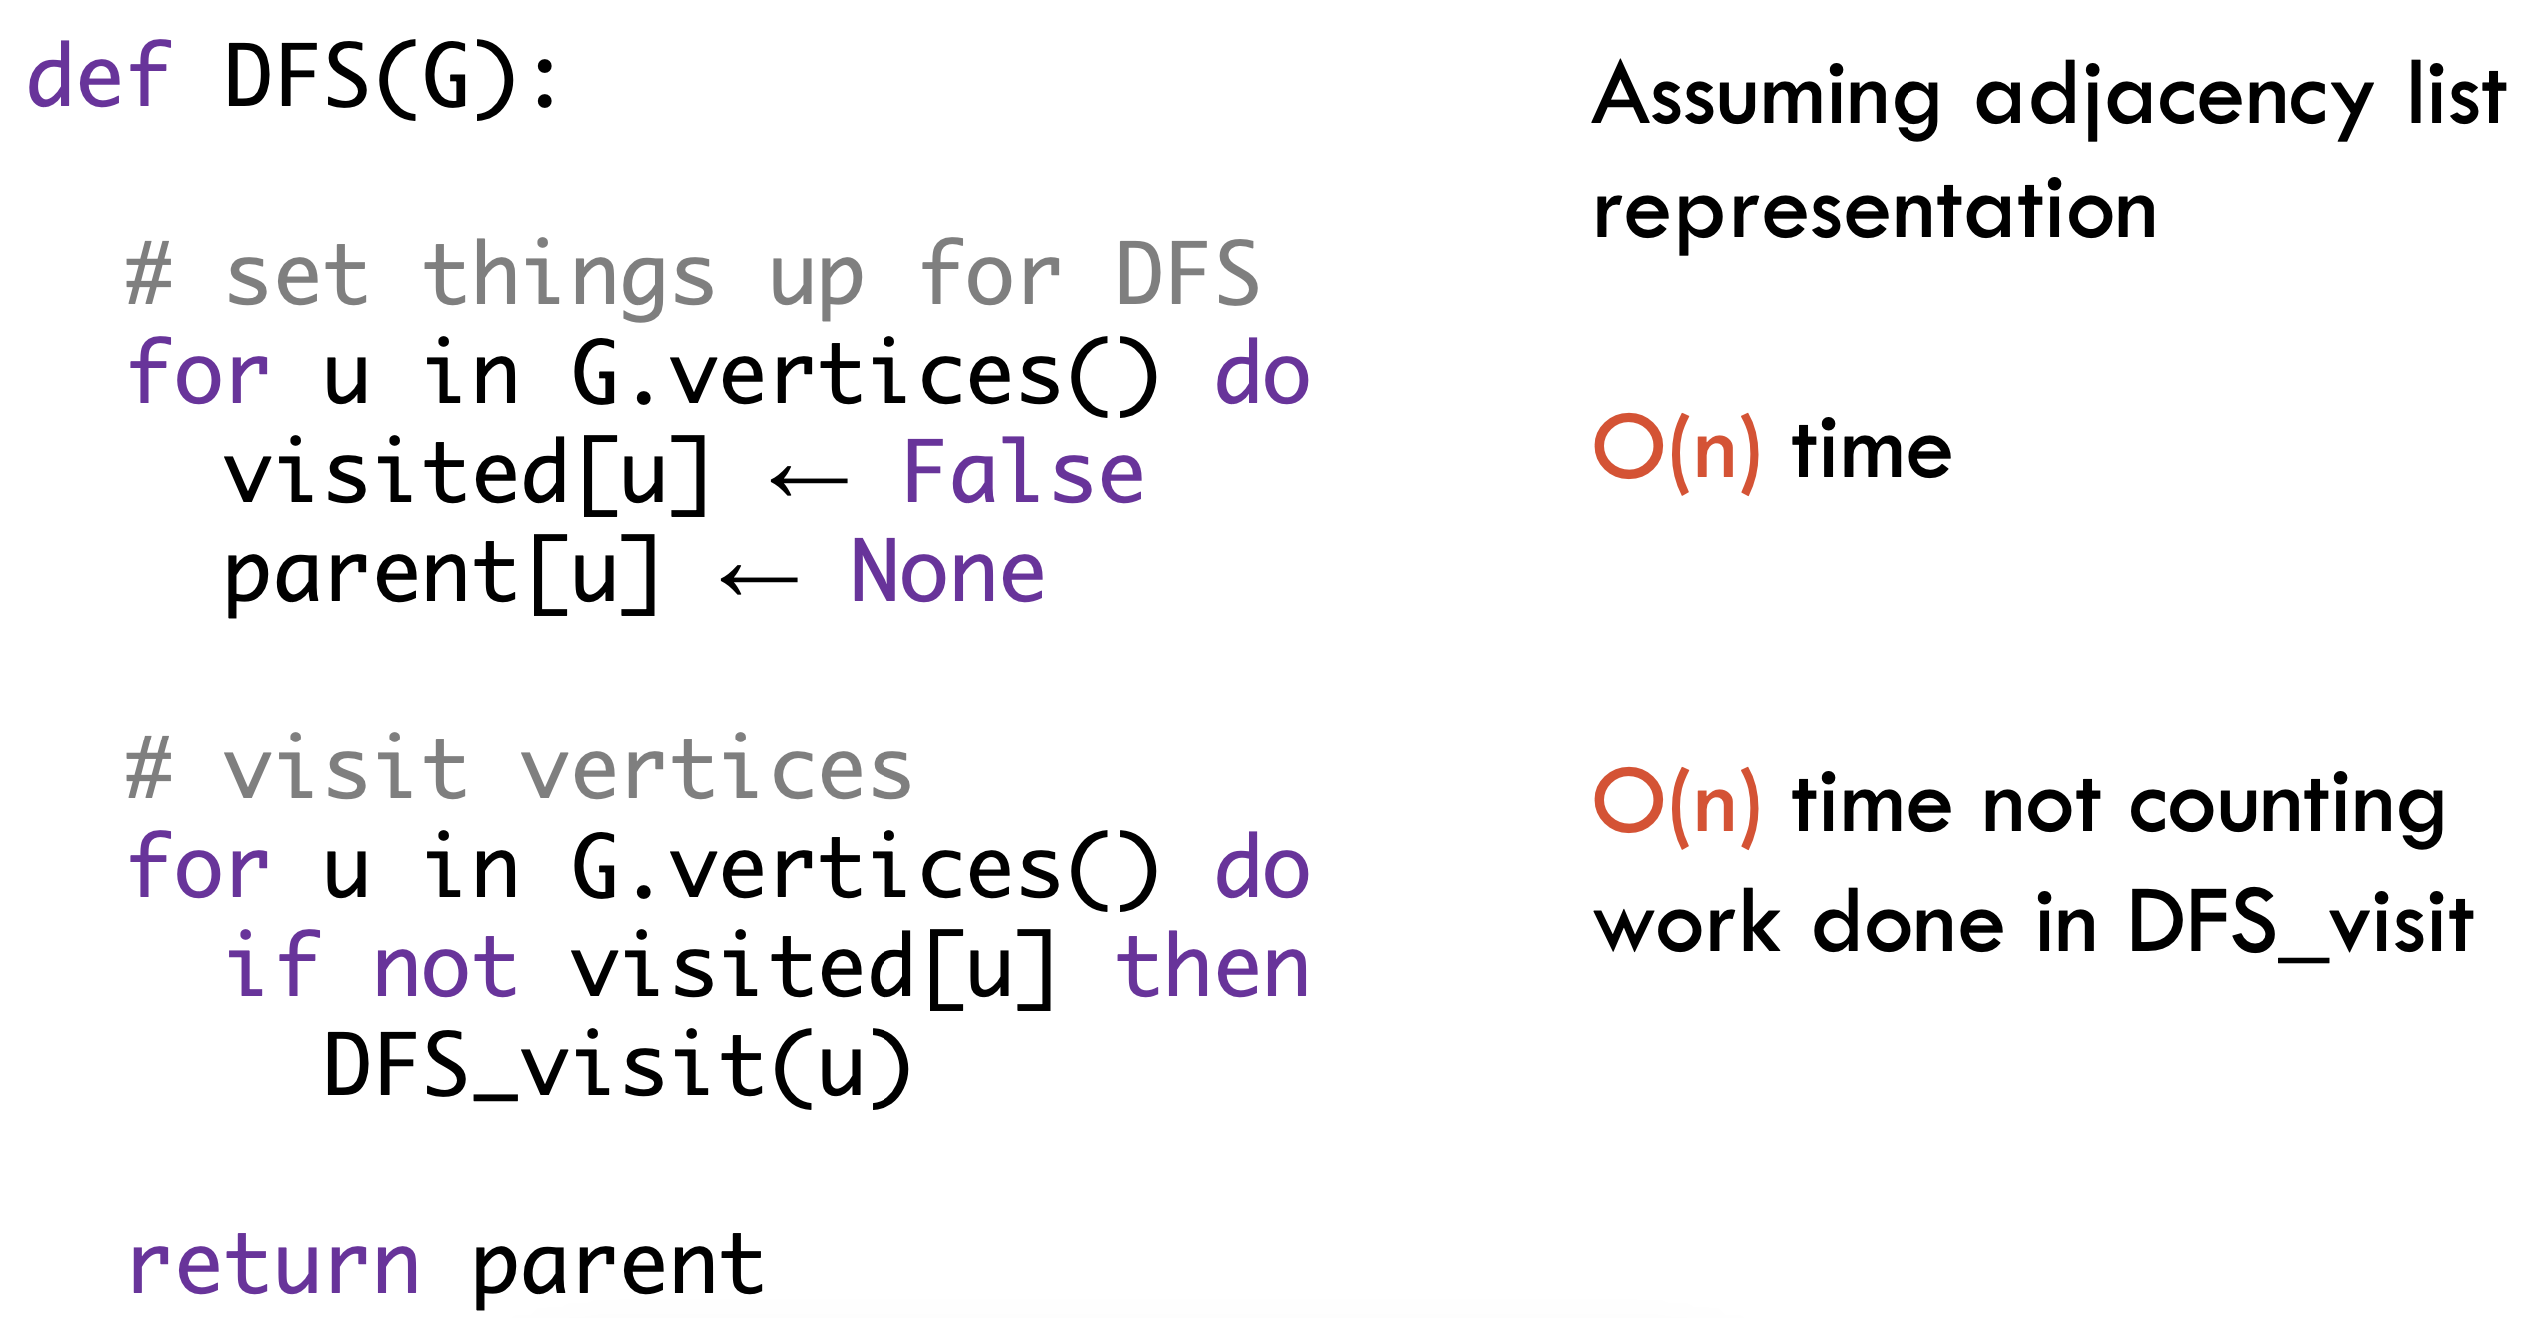 def DFS(G):
# set things up for DFS
for u in G.vertices() do
visited[u] ← False
parent[u] ← None
# visit vertices
for u in G.vertices() do
if not visited[u] then
DFS_visit(u)
return parent
Assuming adjacency list
representation
O(n) time
O(n) time not counting
work done in DFS_visit